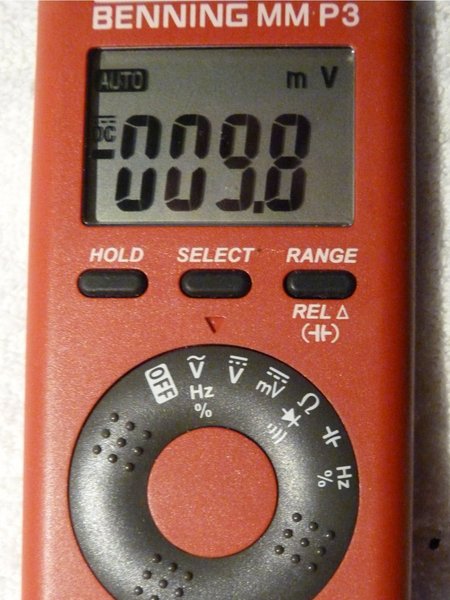 BENNING MM P3
AUTO
m V
DC
-009.8
HOLD SELECT RANGE
REL Δ
OFF
V
Hz
%
V
mV
Ω
Hz
%